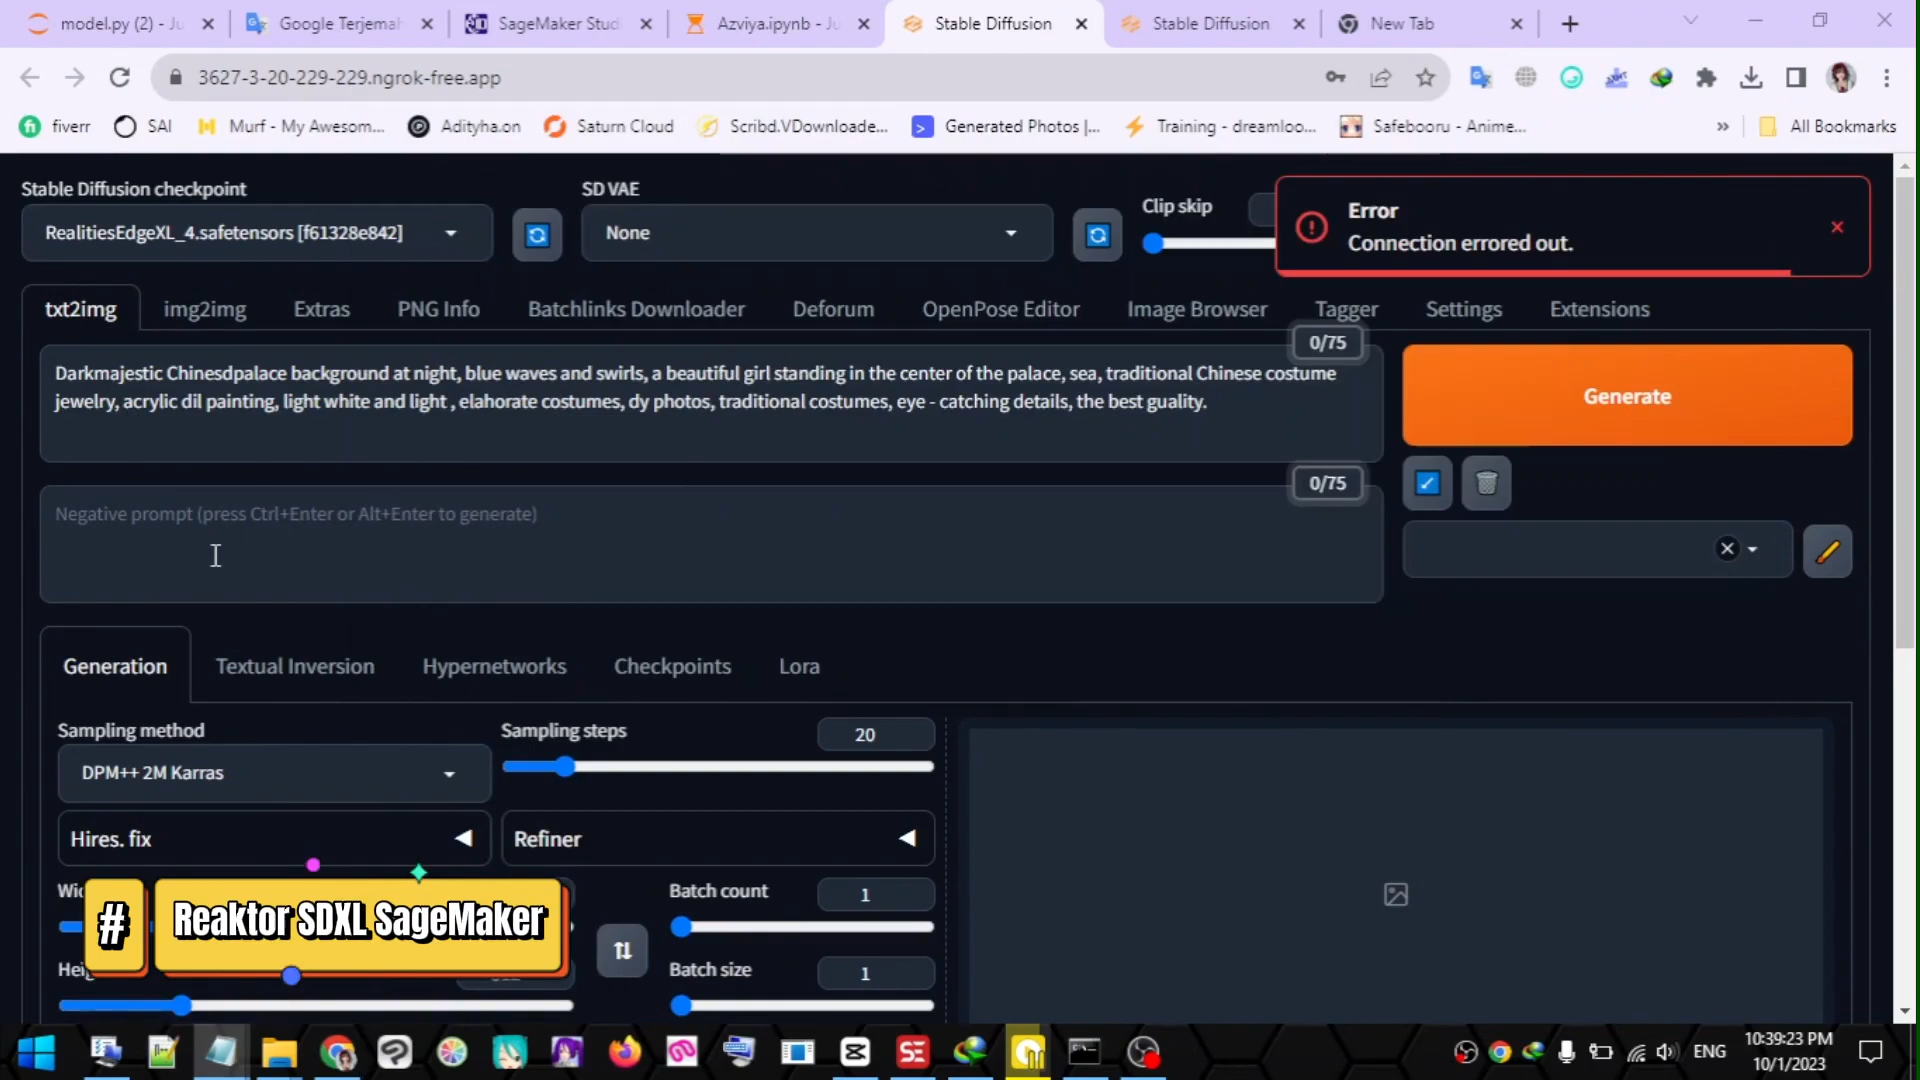 model.py (2) - Ju
Google Terjemah
SageMaker Stud
Azviya.ipynb - Ju
Stable Diffusion
Stable Diffusion
New Tab
3627-3-20-229-229.ngrok-free.app
fiverr
SAI
Murf - My Awesom...
Adityha.on
Saturn Cloud
Scribd.VDownloade...
Generated Photos |...
Training - dreamloo...
Safebooru - Anime...
»
All Bookmarks
Stable Diffusion checkpoint
SD VAE
Clip skip
RealitiesEdgeXL_4.safetensors [f61328e842]
None
Error
Connection errored out.
txt2img
img2img
Extras
PNG Info
Batchlinks Downloader
Deforum
OpenPose Editor
Image Browser
Tagger
Settings
Extensions
0/75
Darkmajestic Chinesdpalace background at night, blue waves and swirls, a beautiful girl standing in the center of the palace, sea, traditional Chinese costume
jewelry, acrylic dil painting, light white and light , elahorate costumes, dy photos, traditional costumes, eye - catching details, the best guality.
Generate
0/75
Negative prompt (press Ctrl+Enter or Alt+Enter to generate)
Generation
Textual Inversion
Hypernetworks
Checkpoints
Lora
Sampling method
Sampling steps
20
DPM++ 2M Karras
Hires. fix
Refiner
Batch count
1
# Reaktor SDXL SageMaker
Batch size
1
ENG
10:39:23 PM
10/1/2023